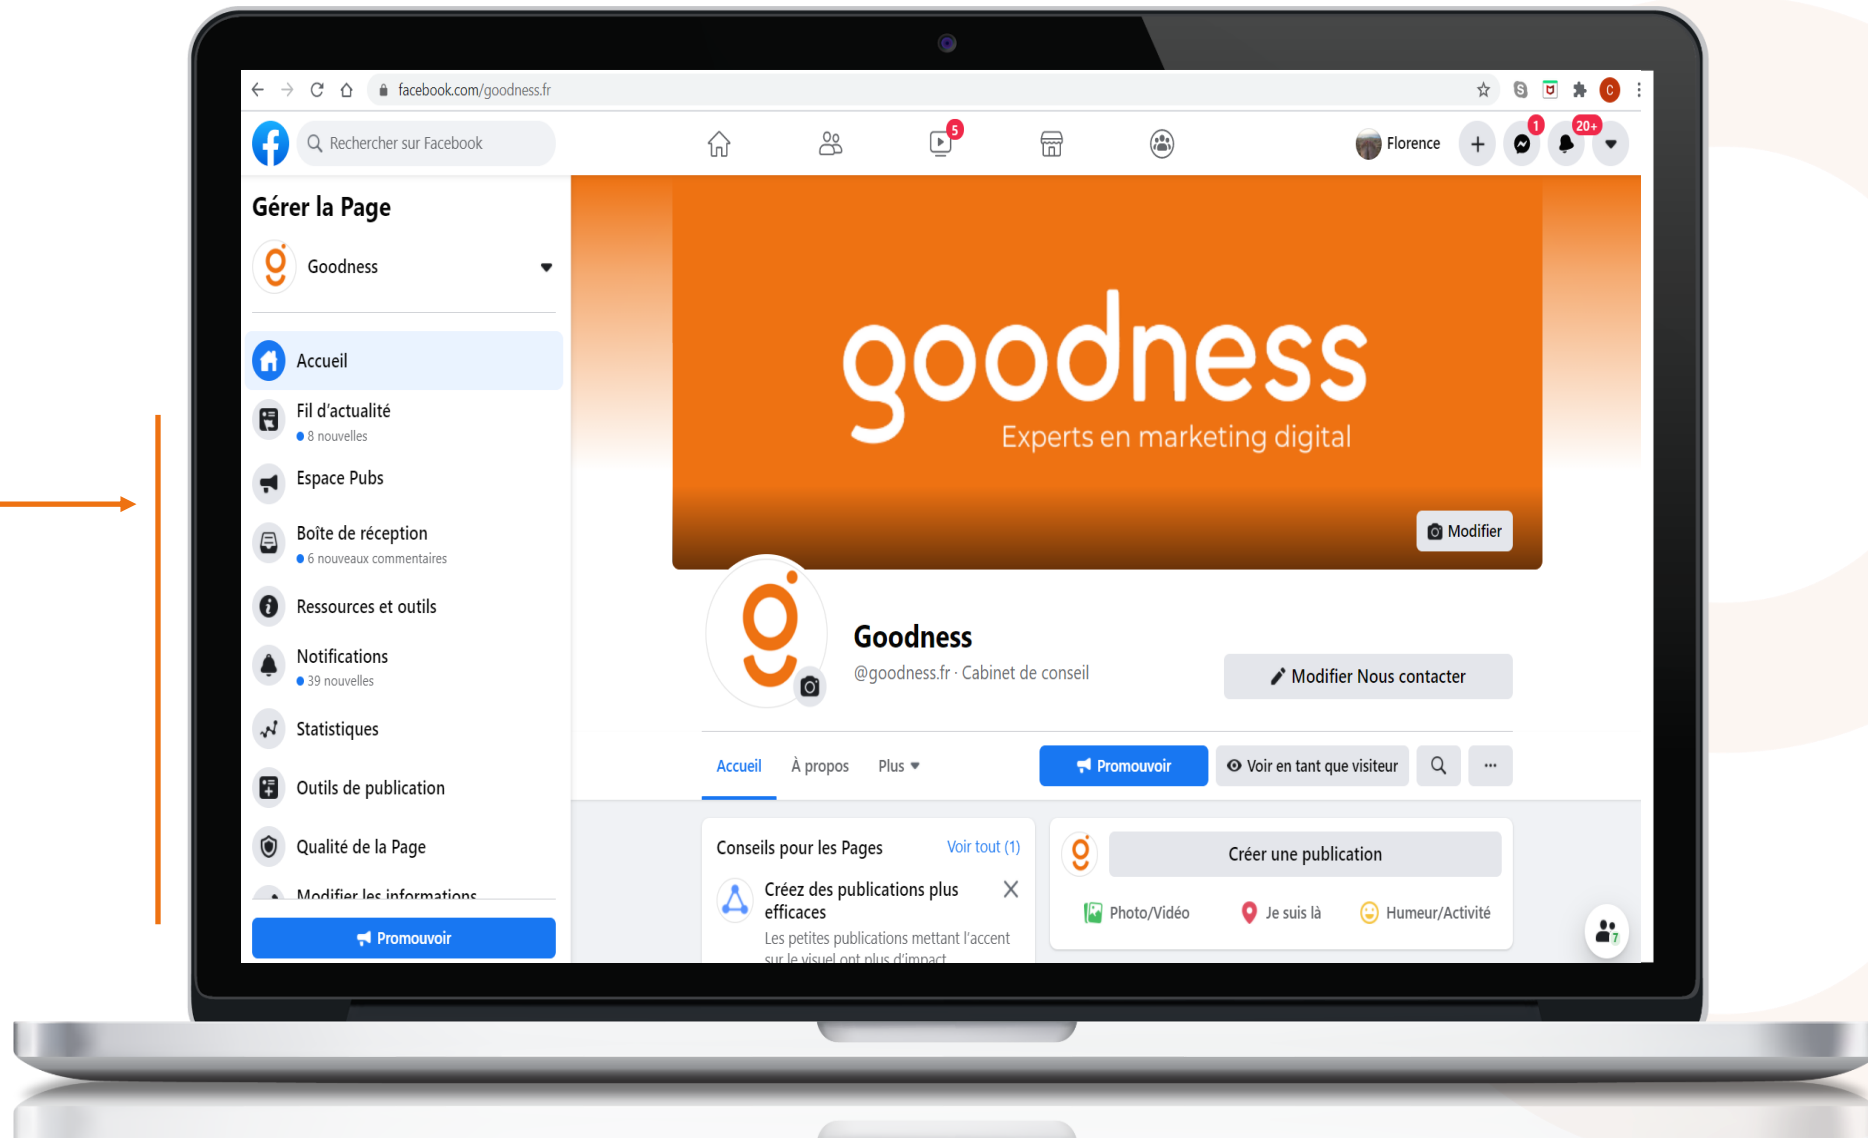 facebook.com/goodness.fr
Rechercher sur Facebook
5
Florence
1
20+
Gérer la Page
Goodness
Accueil
Fil d'actualité
8 nouvelles
Espace Pubs
Boîte de réception
6 nouveaux commentaires
Ressources et outils
Notifications
39 nouvelles
Statistiques
Outils de publication
Qualité de la Page
Modifier les informations
Promouvoir
goodness
Experts en marketing digital
Modifier
Goodness
@goodness.fr · Cabinet de conseil
Modifier Nous contacter
Accueil
À propos
Plus
Promouvoir
Voir en tant que visiteur
Conseils pour les Pages
Voir tout (1)
Créez des publications plus
efficaces
Les petites publications mettant l'accent
sur le visuel ont plus d'impact
Créer une publication
Photo/Vidéo
Je suis là
Humeur/Activité
7